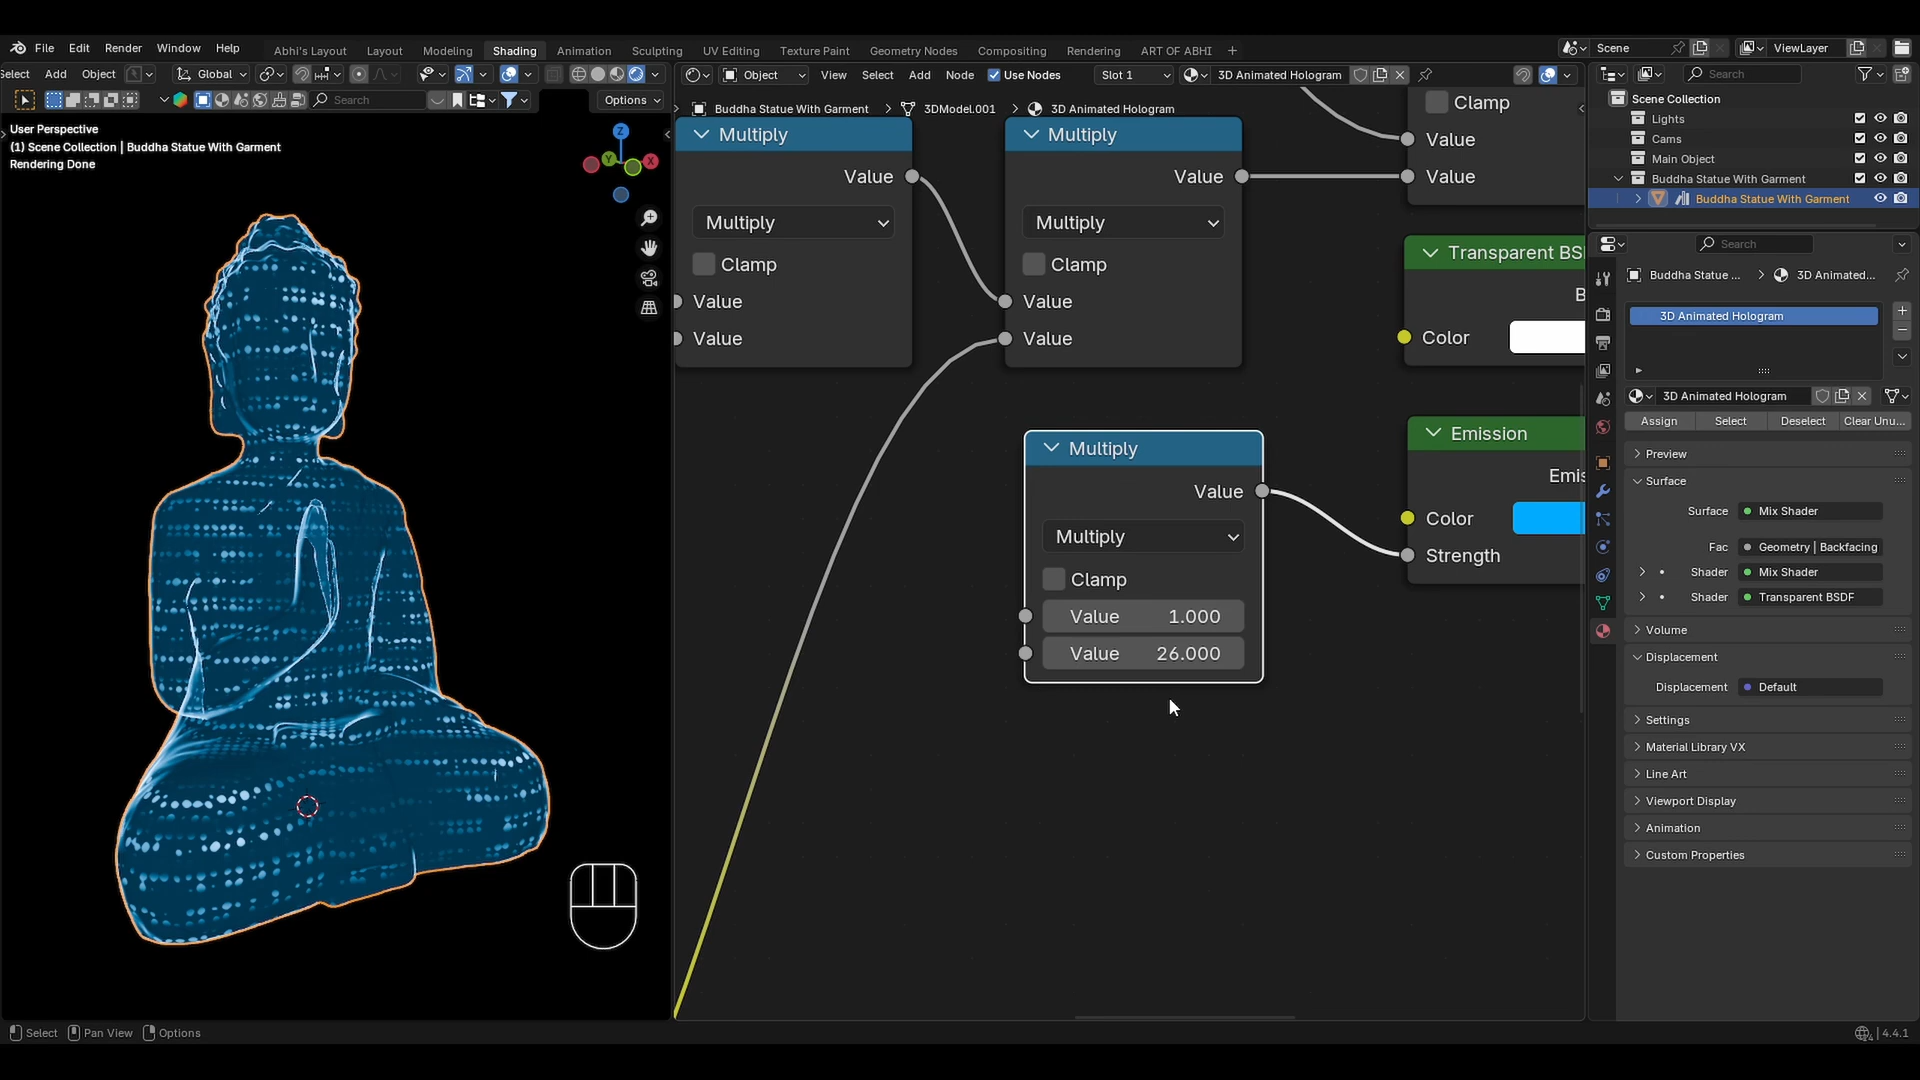 File Edit Render Window Help Abhi's Layout Layout Modeling Shading Animation Sculpting UV Editing Texture Paint Geometry Nodes Compositing Rendering ART OF ABHI + Scene ViewLayer
Select Add Object Global Object View Select Add Node Use Nodes Slot 1 3D Animated Hologram Search
Search Options
Buddha Statue With Garment 3DModel.001 3D Animated Hologram
User Perspective
(1) Scene Collection | Buddha Statue With Garment
Rendering Done
Z
Y
X
Multiply
Value
Multiply
Clamp
Value
Value
Multiply
Value
Multiply
Clamp
Value
Value
Clamp
Value
Value
Transparent BS
B
Color
Multiply
Value
Multiply
Clamp
Value 1.000
Value 26.000
Emission
Emis
Color
Strength
Scene Collection
Lights
Cams
Main Object
Buddha Statue With Garment
Buddha Statue With Garment
Search
Buddha Statue ... 3D Animated...
3D Animated Hologram
3D Animated Hologram
Assign Select Deselect Clear Unu...
Preview
Surface
Surface Mix Shader
Fac Geometry | Backfacing
Shader Mix Shader
Shader Transparent BSDF
Volume
Displacement
Displacement Default
Settings
Material Library VX
Line Art
Viewport Display
Animation
Custom Properties
Select Pan View Options 4.4.1